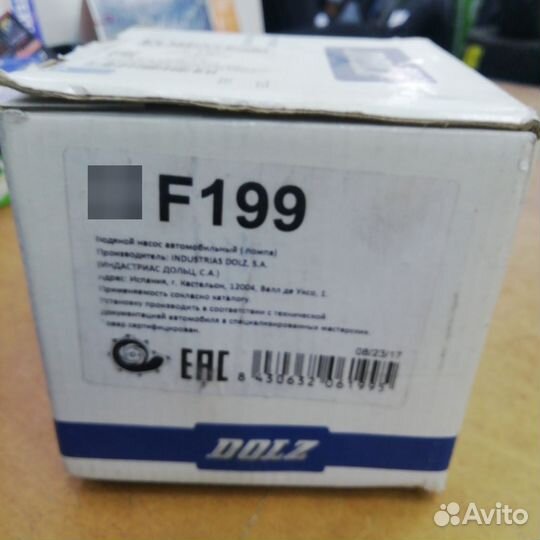 F199
Водяной насос автомобильный (помпа)
Производитель: INDUSTRIAS DOLZ, S.A.
(ИНДАСТРИАС ДОЛЬЦ, С.А.)
Адрес: Испания, г. Кастельон, 12004, Валл де Уксо, 1.
Применяемость согласно каталогу.
Установку производить в соответствии с технической
документацией автомобиля в специализированных мастерских.
Товар сертифицирован.
08/23/17
EAC
8 430632 061995
DOLZ
Avito